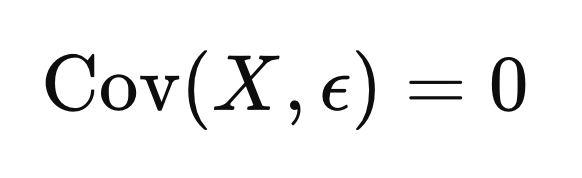 Cov(X, ϵ) = 0